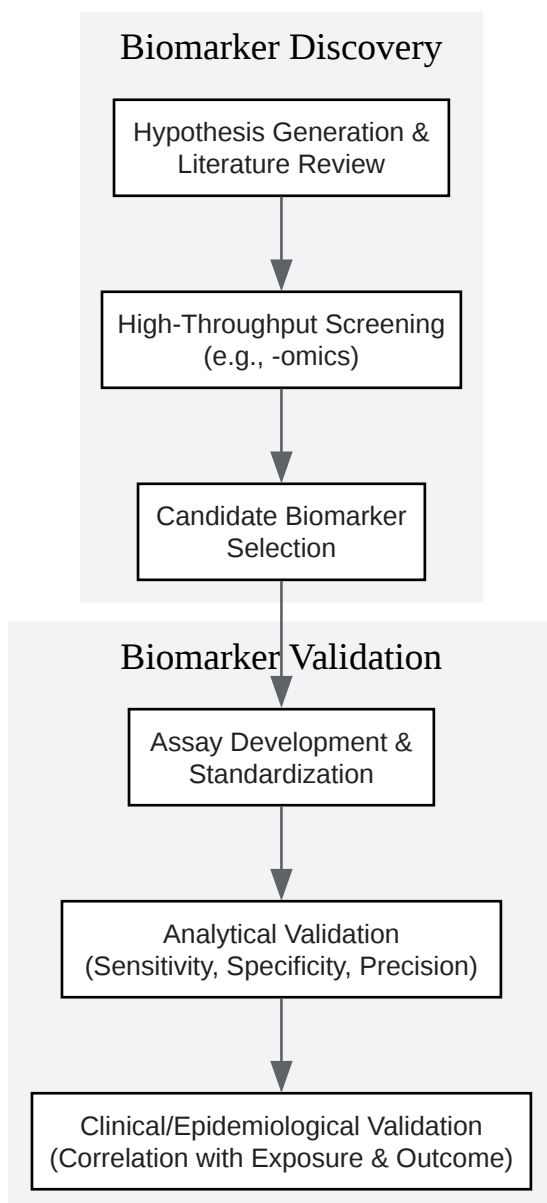 Biomarker Discovery
Hypothesis Generation &
Literature Review
High-Throughput Screening
(e.g., -omics)
Candidate Biomarker
Selection
Biomarker Validation
Assay Development &
Standardization
Analytical Validation
(Sensitivity, Specificity, Precision)
Clinical/Epidemiological Validation
(Correlation with Exposure & Outcome)